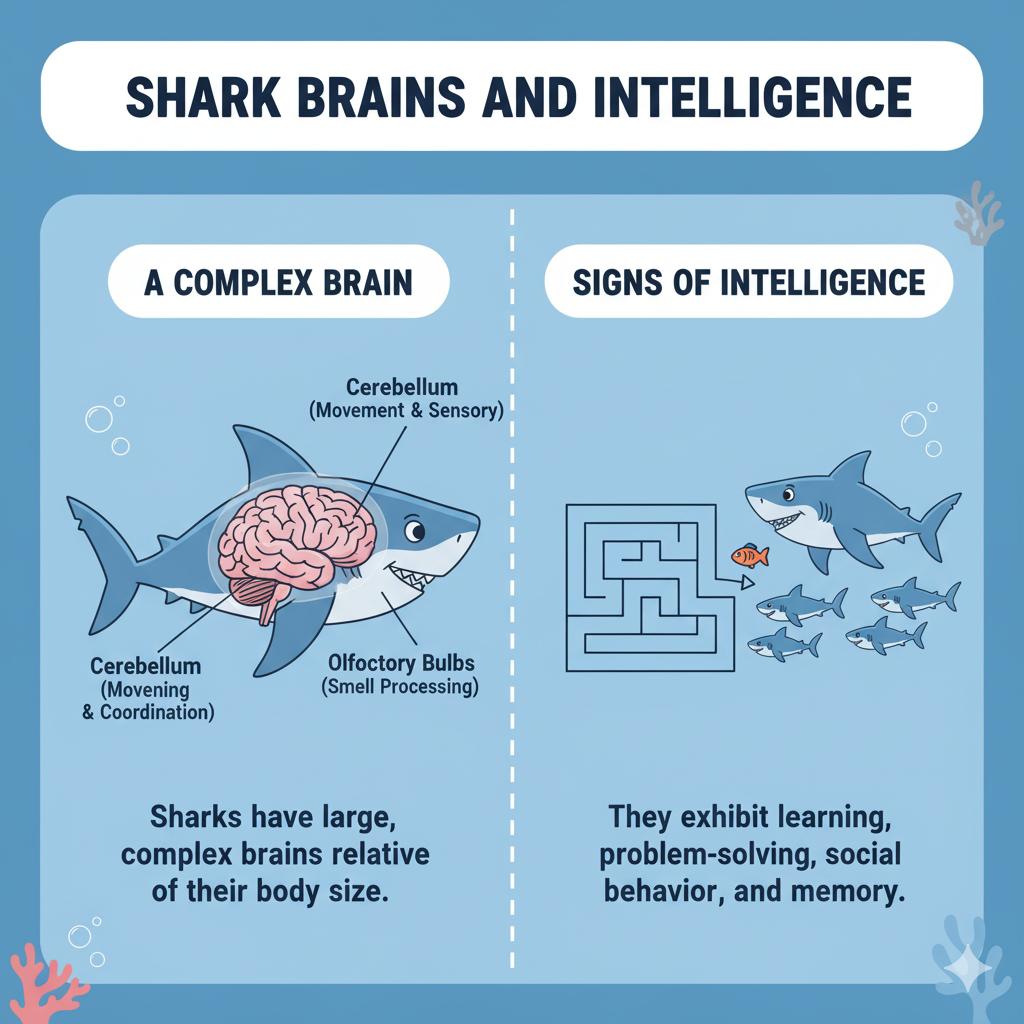 SHARK BRAINS AND INTELLIGENCE
A COMPLEX BRAIN
Cerebellum
(Movement & Sensory)
Cerebellum
(Movening
& Coordination)
Olfoctory Bulbs
(Smell Processing)
Sharks have large,
complex brains relative
of their body size.
SIGNS OF INTELLIGENCE
They exhibit learning,
problem-solving, social
behavior, and memory.